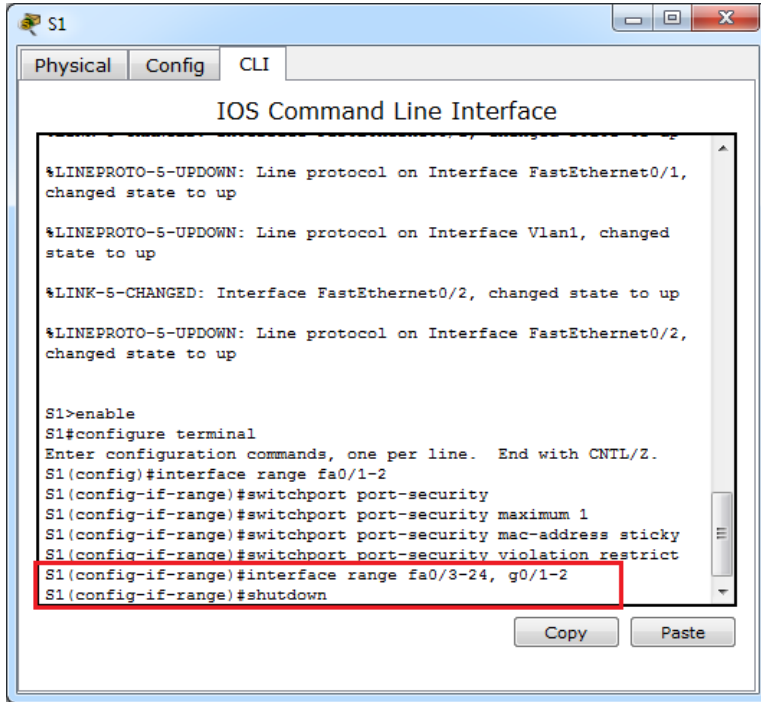 S1
Physical Config CLI
IOS Command Line Interface
%LINEPROTO-5-UPDOWN: Line protocol on Interface FastEthernet0/1,
changed state to up
%LINEPROTO-5-UPDOWN: Line protocol on Interface Vlan1, changed
state to up
%LINK-5-CHANGED: Interface FastEthernet0/2, changed state to up
%LINEPROTO-5-UPDOWN: Line protocol on Interface FastEthernet0/2,
changed state to up
S1>enable
S1#configure terminal
Enter configuration commands, one per line.  End with CNTL/Z.
S1(config)#interface range fa0/1-2
S1(config-if-range)#switchport port-security
S1(config-if-range)#switchport port-security maximum 1
S1(config-if-range)#switchport port-security mac-address sticky
S1(config-if-range)#switchport port-security violation restrict
S1(config-if-range)#interface range fa0/3-24, g0/1-2
S1(config-if-range)#shutdown
Copy Paste